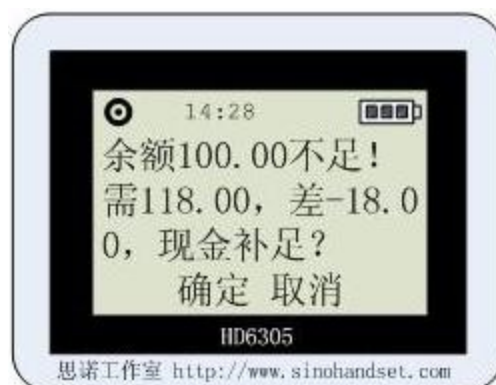 14:28
余额100.00不足!
需118.00，差-18.0
0，现金补足?
确定 取消
HD6305
思诺工作室 http://www.sinohandset.com